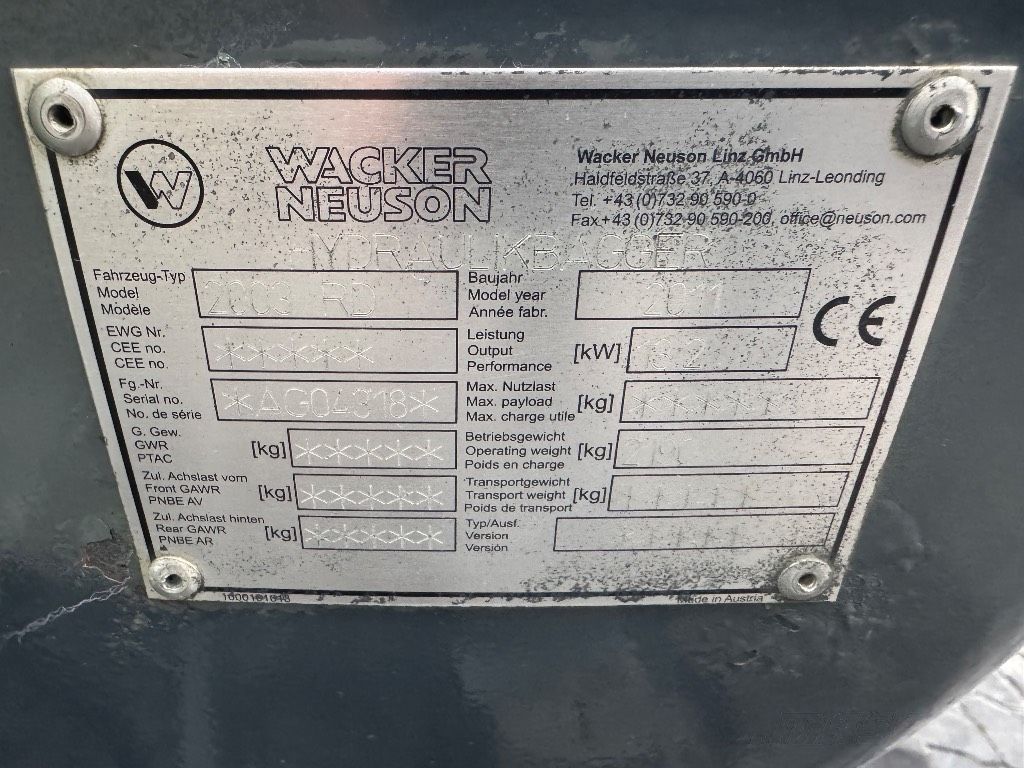 W
WACKER
NEUSON
Wacker Neuson Linz GmbH
Haidfeldstraße 37, A-4060 Linz-Leonding
Tel. +43 (0)732 90 590-0
Fax +43 (0)732 90 590-200, office@neuson.com
HYDRAULIKBAGGER
Fahrzeug-Typ
Model
Modèle
2003 RD
Baujahr
Model year
Année fabr.
2011
CE
EWG Nr.
CEE no.
CEE no.
*****
Leistung
Output
Performance
[kW]
Fg.-Nr.
Serial no.
No. de série
*AG04318*
Max. Nutzlast
Max. payload
Max. charge utile
[kg]
*****
G. Gew.
GWR
PTAC
[kg]
*****
Betriebsgewicht
Operating weight
Poids en charge
[kg]
Zul. Achslast vorn
Front GAWR
PNBE AV
[kg]
*****
Transportgewicht
Transport weight
Poids de transport
[kg]
Zul. Achslast hinten
Rear GAWR
PNBE AR
[kg]
*****
Typ/Ausf.
Version
Versión
1000161648
Made in Austria